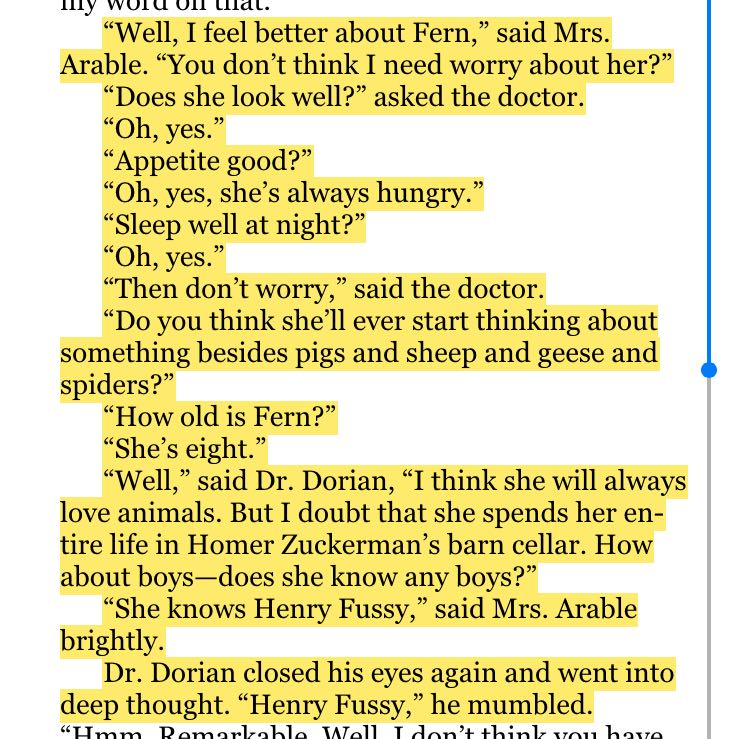 my word on that.
“Well, I feel better about Fern,” said Mrs.
Arable. “You don’t think I need worry about her?”
“Does she look well?” asked the doctor.
“Oh, yes.”
“Appetite good?”
“Oh, yes, she’s always hungry.”
“Sleep well at night?”
“Oh, yes.”
“Then don’t worry,” said the doctor.
“Do you think she’ll ever start thinking about
something besides pigs and sheep and geese and
spiders?”
“How old is Fern?”
“She’s eight.”
“Well,” said Dr. Dorian, “I think she will always
love animals. But I doubt that she spends her en-
tire life in Homer Zuckerman’s barn cellar. How
about boys—does she know any boys?”
“She knows Henry Fussy,” said Mrs. Arable
brightly.
Dr. Dorian closed his eyes again and went into
deep thought. “Henry Fussy,” he mumbled.
“Hmm. Remarkable. Well, I don’t think you have